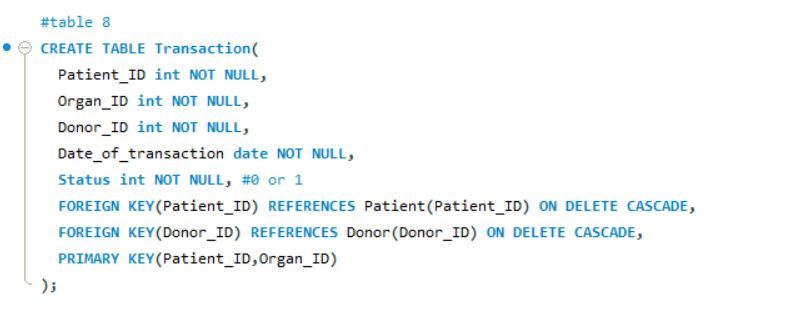 #table 8
CREATE TABLE Transaction(
Patient_ID int NOT NULL,
Organ_ID int NOT NULL,
Donor_ID int NOT NULL,
Date_of_transaction date NOT NULL,
Status int NOT NULL, #0 or 1
FOREIGN KEY(Patient_ID) REFERENCES Patient(Patient_ID) ON DELETE CASCADE,
FOREIGN KEY(Donor_ID) REFERENCES Donor(Donor_ID) ON DELETE CASCADE,
PRIMARY KEY(Patient_ID,Organ_ID)
);